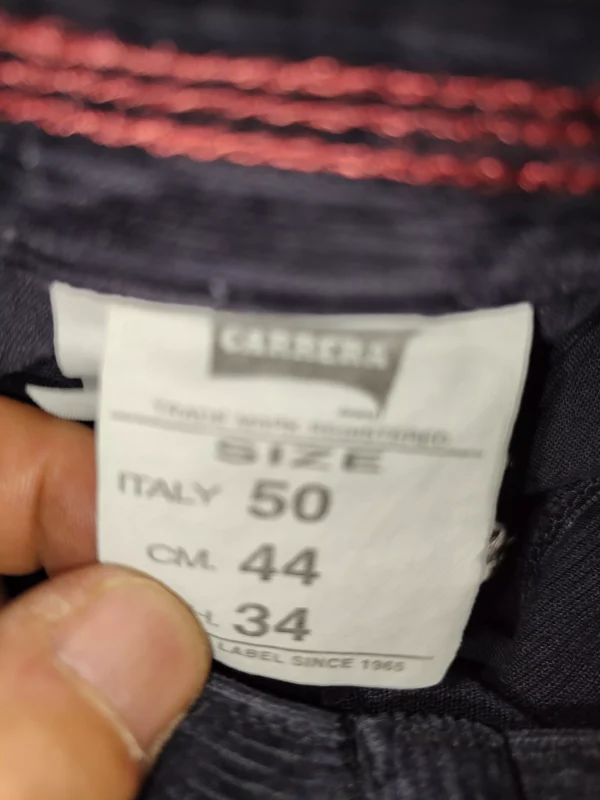 CARRERA
TRADE MARK REGISTERED
SIZE
ITALY 50
CM. 44
H. 34
LABEL SINCE 1965